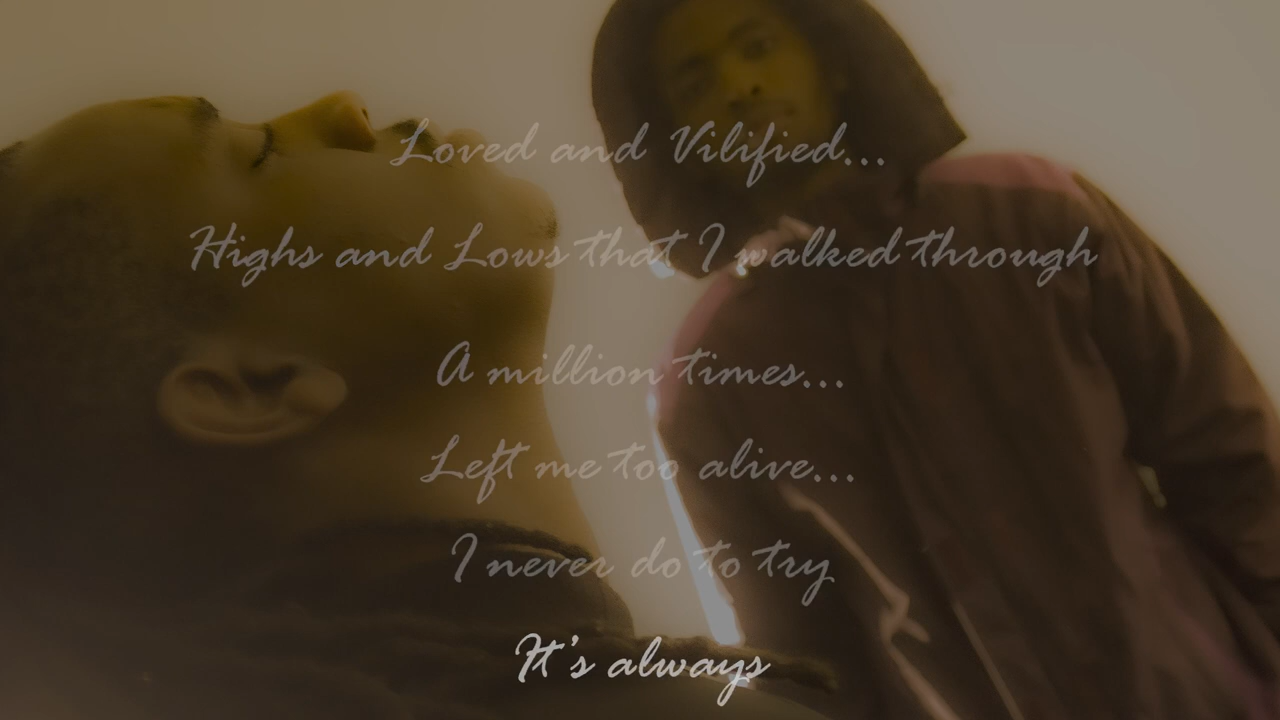 Loved and Vilified...
Highs and Lows that I walked through
A million times...
Left me too alive...
I never do to try
It's always